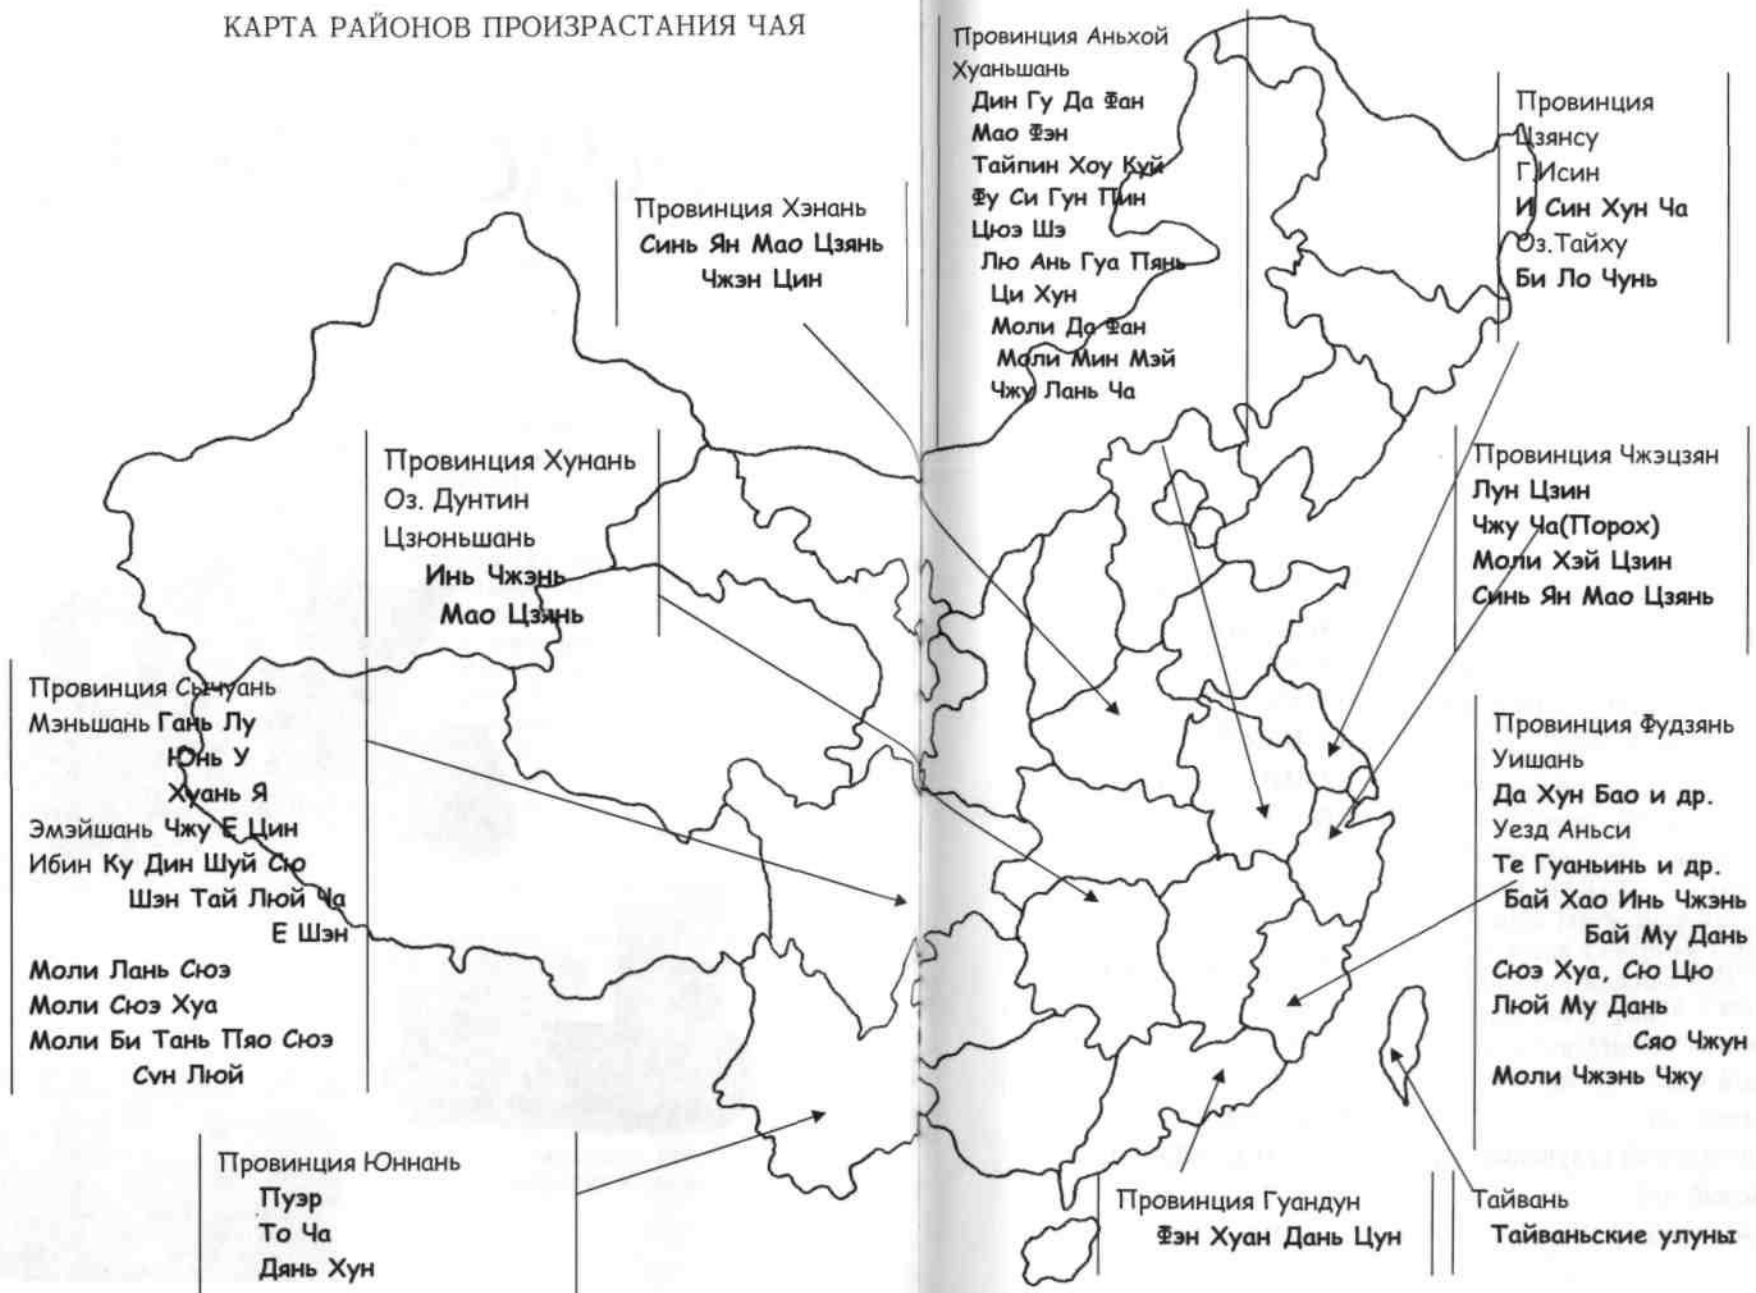 КАРТА РАЙОНОВ ПРОИЗРАСТАНИЯ ЧАЯ
Провинция Аньхой
Хуаньшань
Дин Гу Да Фан
Мао Фэн
Тайпин Хоу Куй
Фу Си Гун Пин
Цюэ Шэ
Лю Ань Гуа Пянь
Ци Хун
Моли Да Фан
Моли Мин Мэй
Чжу Лань Ча
Провинция
Цзянсу
Г.Исин
И Син Хун Ча
Оз.Тайху
Би Ло Чунь
Провинция Хэнань
Синь Ян Мао Цзянь
Чжэн Цин
Провинция Хунань
Оз. Дунтин
Цзюньшань
Инь Чжэнь
Мао Цзянь
Провинция Чжэцзян
Лун Цзин
Чжу Ча(Порох)
Моли Хэй Цзин
Синь Ян Мао Цзянь
Провинция Сычуань
Мэньшань Гань Лу
Юнь У
Хуань Я
Эмэйшань Чжу Е Цин
Ибин Ку Дин Шуй Сю
Шэн Тай Люй Ча
Е Шэн
Моли Лань Сюэ
Моли Сюэ Хуа
Моли Би Тань Пяо Сюэ
Сун Люй
Провинция Фудзянь
Уишань
Да Хун Бао и др.
Уезд Аньси
Те Гуаньинь и др.
Бай Хао Инь Чжэнь
Бай Му Дань
Сюэ Хуа, Сю Цю
Люй Му Дань
Сяо Чжун
Моли Чжэнь Чжу
Провинция Юннань
Пуэр
То Ча
Дянь Хун
Провинция Гуандун
Фэн Хуан Дань Цун
Тайвань
Тайваньские улуны